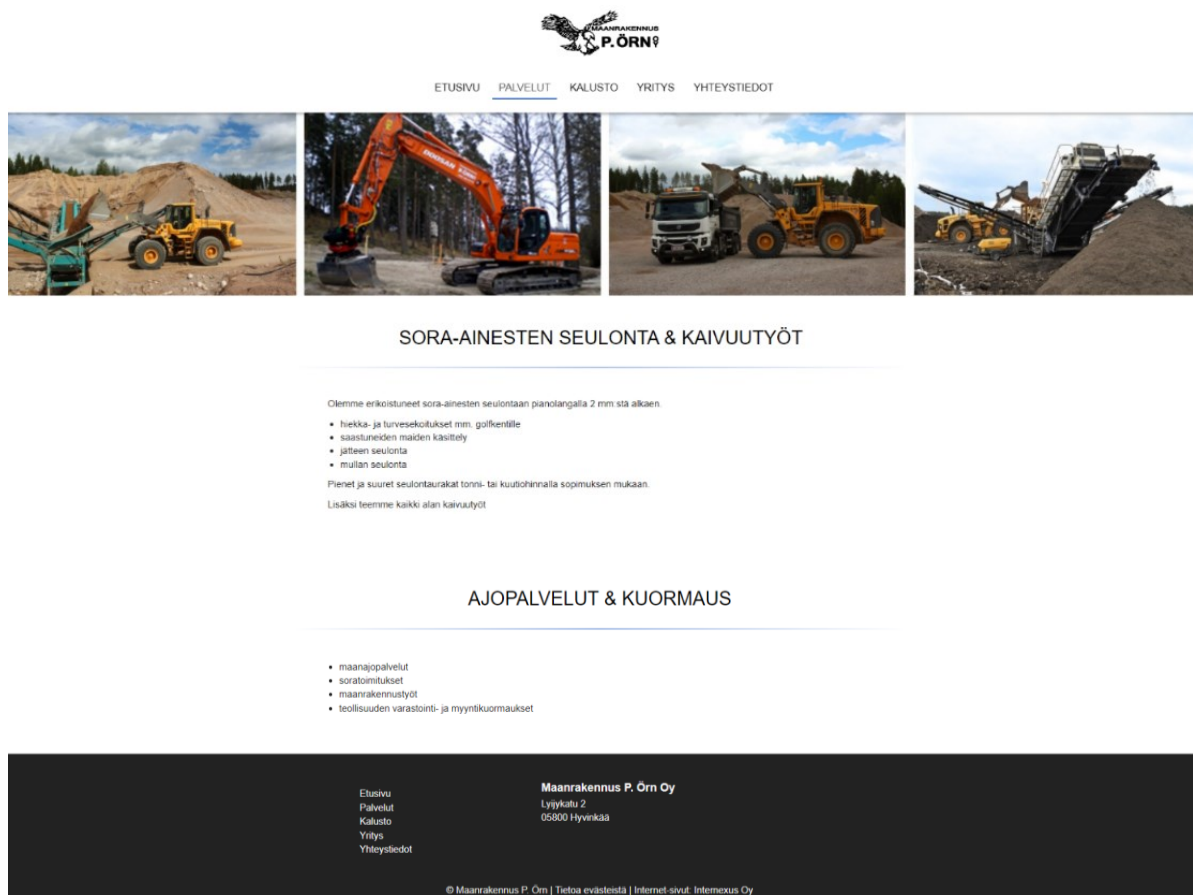 MAANRAKENNUS
P. ÖRN OY
ETUSIVU PALVELUT KALUSTO YRITYS YHTEYSTIEDOT
DOOSAN
SORA-AINESTEN SEULONTA & KAIVUUTYÖT
Olemme erikoistuneet sora-ainesten seulontaan pianolangalla 2 mm:stä alkaen.
• hiekka- ja turvesekoitukset mm. golfkentille
• saastuneiden maiden käsittely
• jätteen seulonta
• mullan seulonta
Pienet ja suuret seulontaurakat tonni- tai kuutiohinnalla sopimuksen mukaan.
Lisäksi teemme kaikki alan kaivuutyöt
AJOPALVELUT & KUORMAUS
• maanajopalvelut
• soratoimitukset
• maanrakennustyöt
• teollisuuden varastointi- ja myyntikuormaukset
Etusivu
Palvelut
Kalusto
Yritys
Yhteystiedot
Maanrakennus P. Örn Oy
Lyijykatu 2
05800 Hyvinkää
© Maanrakennus P. Örn | Tietoa evästeistä | Internet-sivut: Internexus Oy